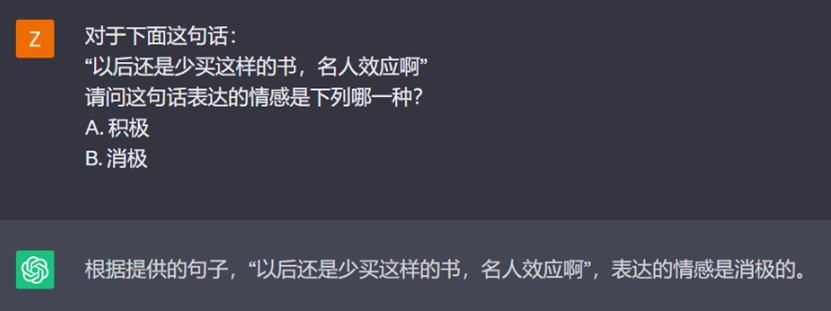 Z
对于下面这句话：
“以后还是少买这样的书，名人效应啊”
请问这句话表达的情感是下列哪一种？
A. 积极
B. 消极
根据提供的句子，“以后还是少买这样的书，名人效应啊”，表达的情感是消极的。